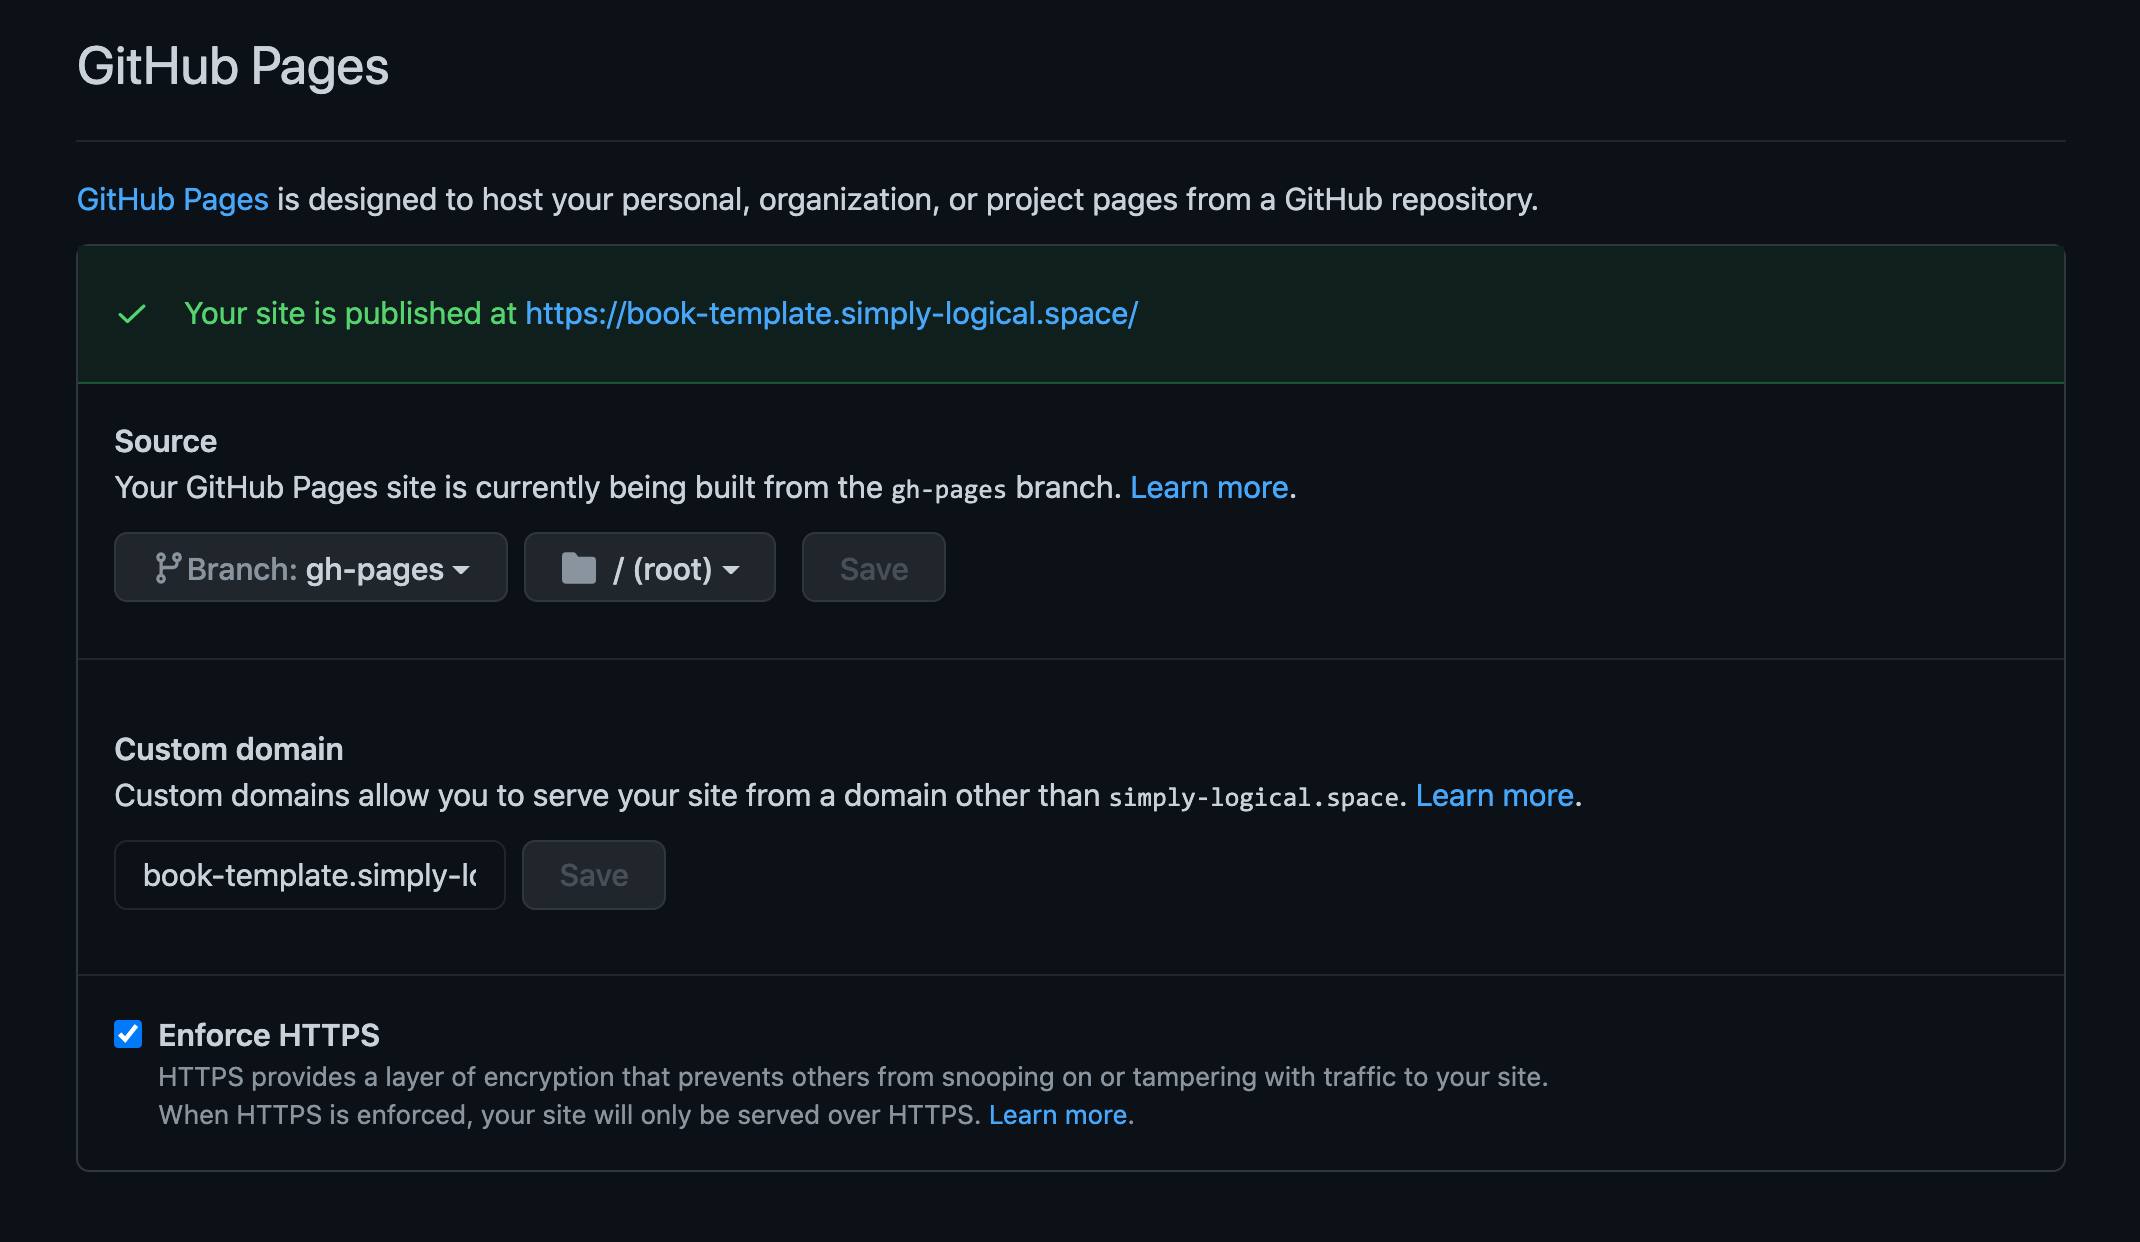 GitHub Pages
GitHub Pages is designed to host your personal, organization, or project pages from a GitHub repository.
Your site is published at https://book-template.simply-logical.space/
Source
Your GitHub Pages site is currently being built from the gh-pages branch. Learn more.
Branch: gh-pages / (root) Save
Custom domain
Custom domains allow you to serve your site from a domain other than simply-logical.space. Learn more.
book-template.simply-lo Save
Enforce HTTPS
HTTPS provides a layer of encryption that prevents others from snooping on or tampering with traffic to your site.
When HTTPS is enforced, your site will only be served over HTTPS. Learn more.